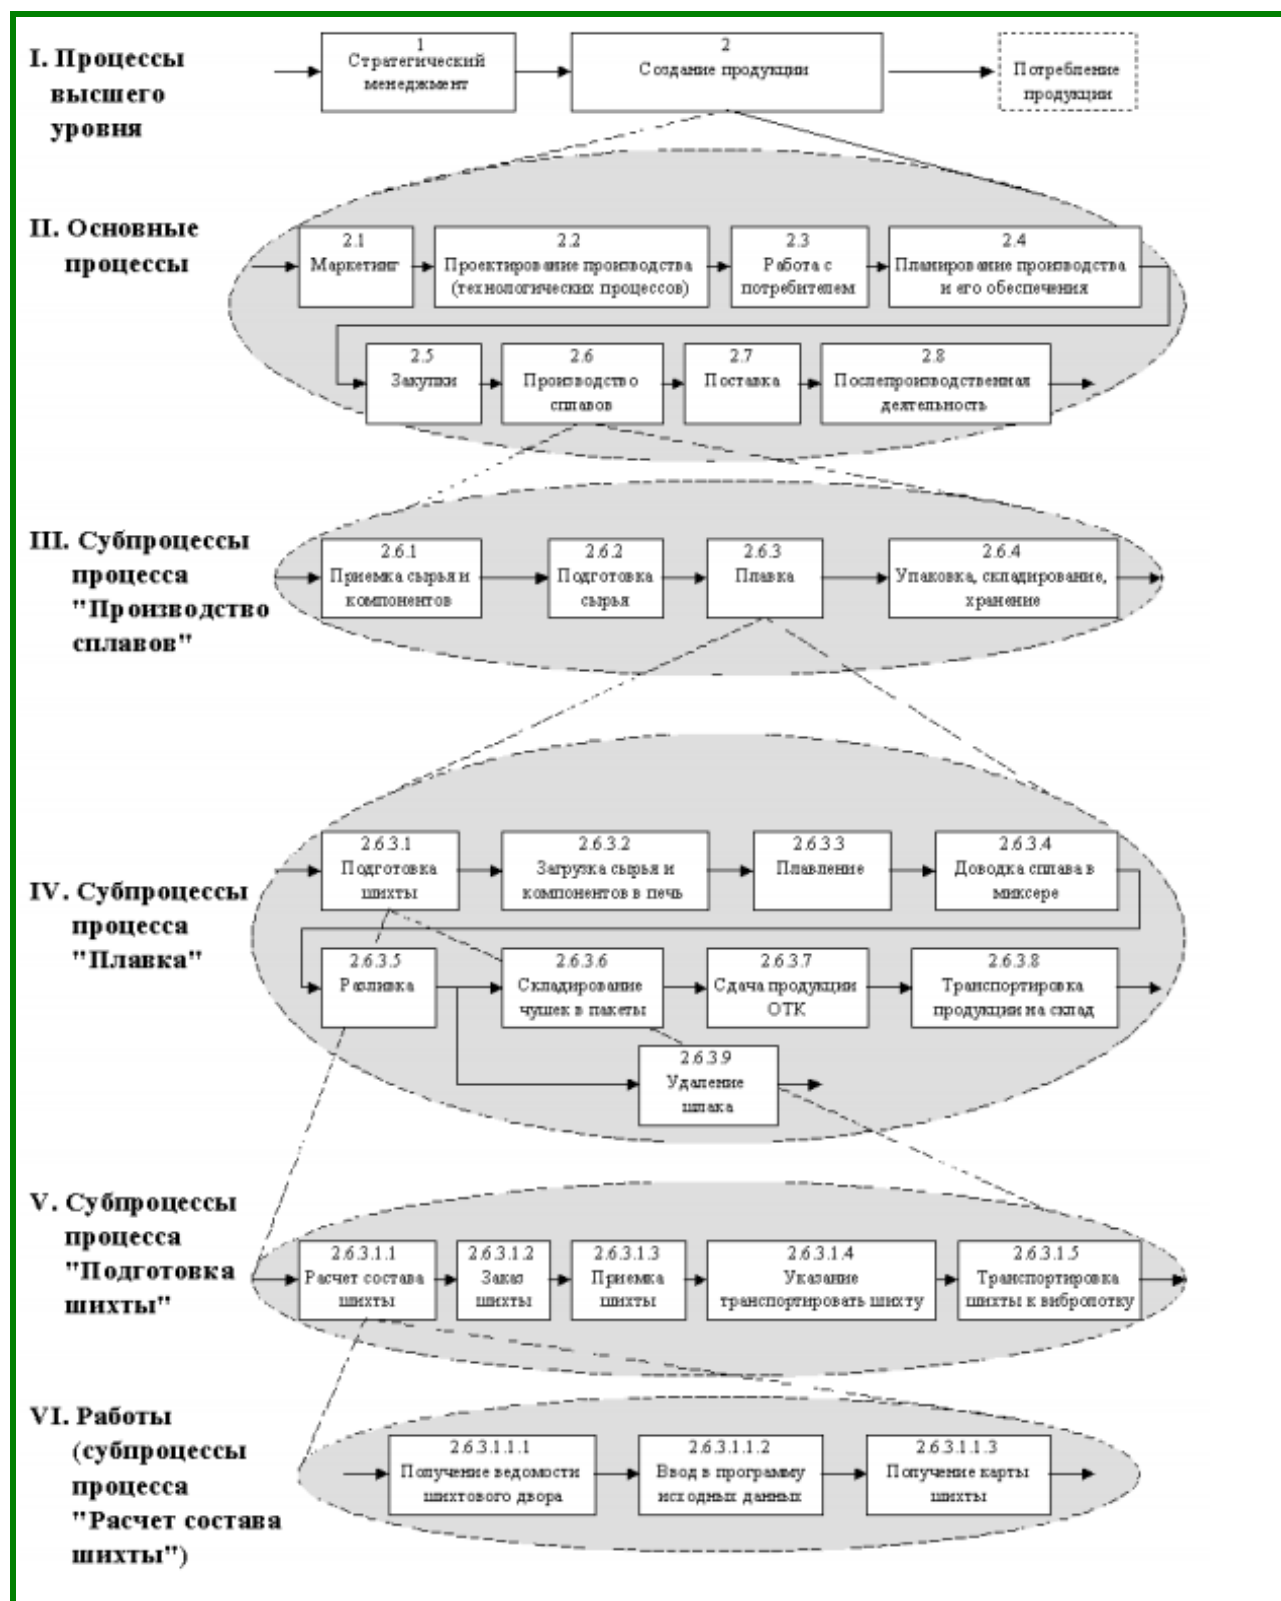 I. Процессы
высшего
уровня
1
Стратегический
менеджмент
2
Создание продукции
Потребление
продукции
II. Основные
процессы
2.1
Маркетинг
2.2
Проектирование производства
(технологических процессов)
2.3
Работа с
потребителем
2.4
Планирование производства
и его обеспечения
2.5
Закупки
2.6
Производство
сплавов
2.7
Поставка
2.8
Послепроизводственная
деятельность
III. Субпроцессы
процесса
"Производство
сплавов"
2.6.1
Приемка сырья и
компонентов
2.6.2
Подготовка
сырья
2.6.3
Плавка
2.6.4
Упаковка, складирование,
хранение
IV. Субпроцессы
процесса
"Плавка"
2.6.3.1
Подготовка
шихты
2.6.3.2
Загрузка сырья и
компонентов в печь
2.6.3.3
Плавление
2.6.3.4
Доводка сплава в
миксере
2.6.3.5
Разливка
2.6.3.6
Складирование
чушек в пакеты
2.6.3.7
Сдача продукции
ОТК
2.6.3.8
Транспортировка
продукции на склад
2.6.3.9
Удаление
шлака
V. Субпроцессы
процесса
"Подготовка
шихты"
2.6.3.1.1
Расчет состава
шихты
2.6.3.1.2
Заказ
шихты
2.6.3.1.3
Приемка
шихты
2.6.3.1.4
Указание
транспортировать шихту
2.6.3.1.5
Транспортировка
шихты к вибролотку
VI. Работы
(субпроцессы
процесса
"Расчет состава
шихты")
2.6.3.1.1.1
Получение ведомости
шихтового двора
2.6.3.1.1.2
Ввод в программу
исходных данных
2.6.3.1.1.3
Получение карты
шихты